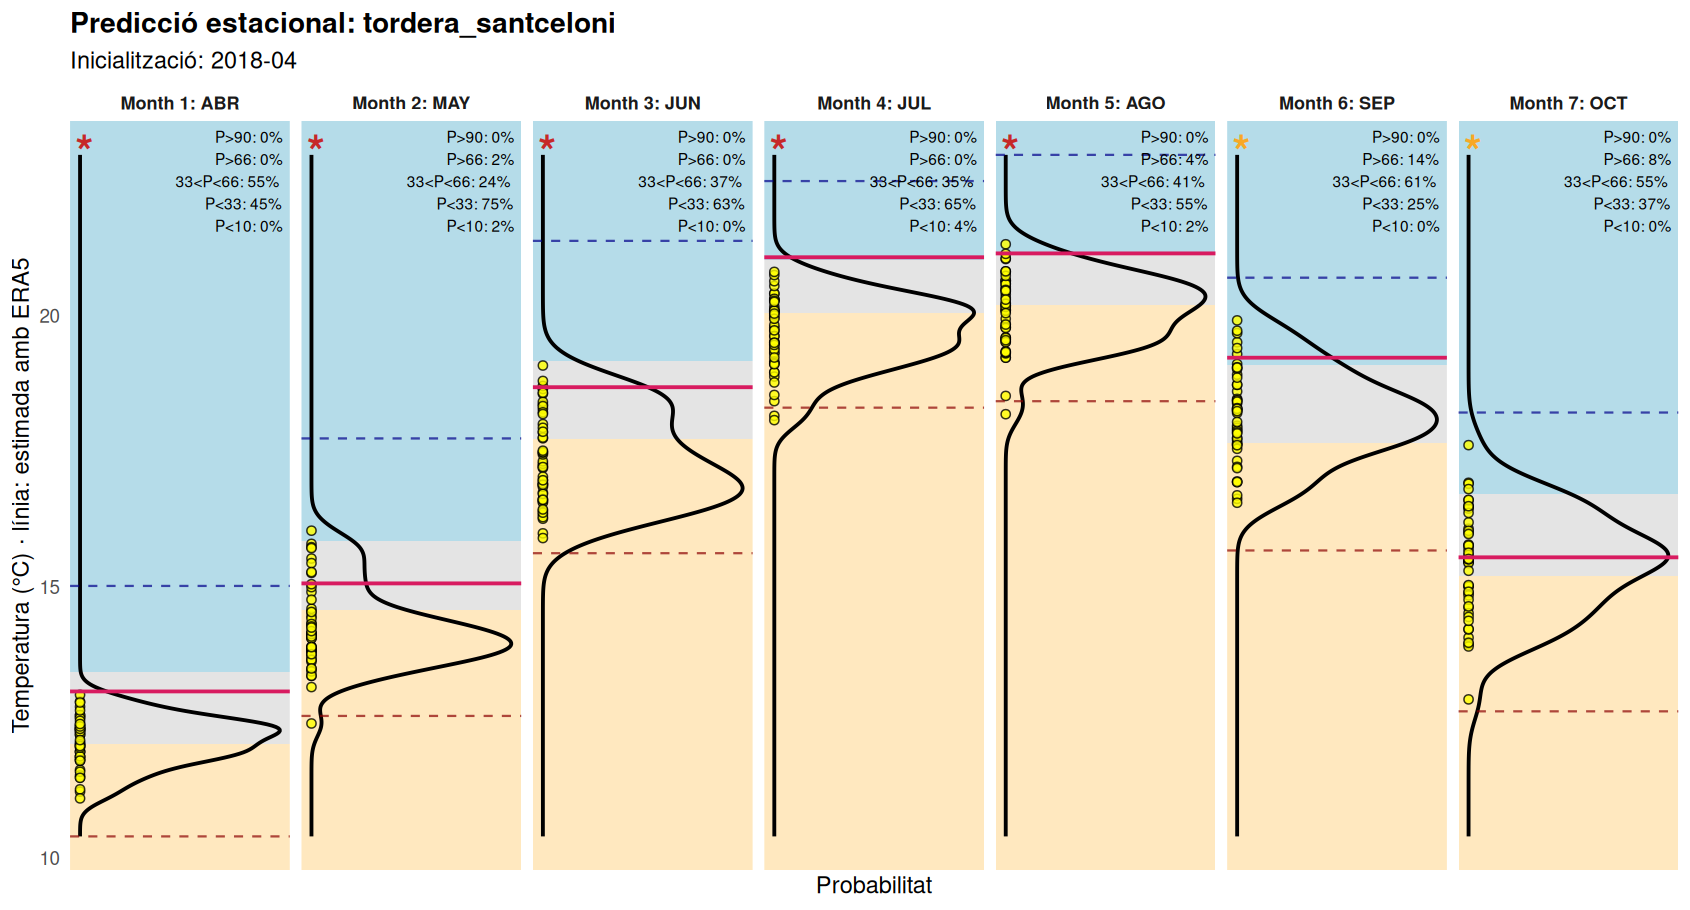 Predicció estacional: tordera_santceloni
Inicialització: 2018-04
Month 1: ABR
Month 2: MAY
Month 3: JUN
Month 4: JUL
Month 5: AGO
Month 6: SEP
Month 7: OCT
*
P>90: 0%
P>66: 0%
33<P<66: 55%
P<33: 45%
P<10: 0%
*
P>90: 0%
P>66: 2%
33<P<66: 24%
P<33: 75%
P<10: 2%
*
P>90: 0%
P>66: 0%
33<P<66: 37%
P<33: 63%
P<10: 0%
*
P>90: 0%
P>66: 0%
33<P<66: 35%
P<33: 65%
P<10: 4%
*
P>90: 0%
P>66: 4%
33<P<66: 41%
P<33: 55%
P<10: 2%
*
P>90: 0%
P>66: 14%
33<P<66: 61%
P<33: 25%
P<10: 0%
*
P>90: 0%
P>66: 8%
33<P<66: 55%
P<33: 37%
P<10: 0%
Temperatura (°C) · línia: estimada amb ERA5
20
15
10
Probabilitat